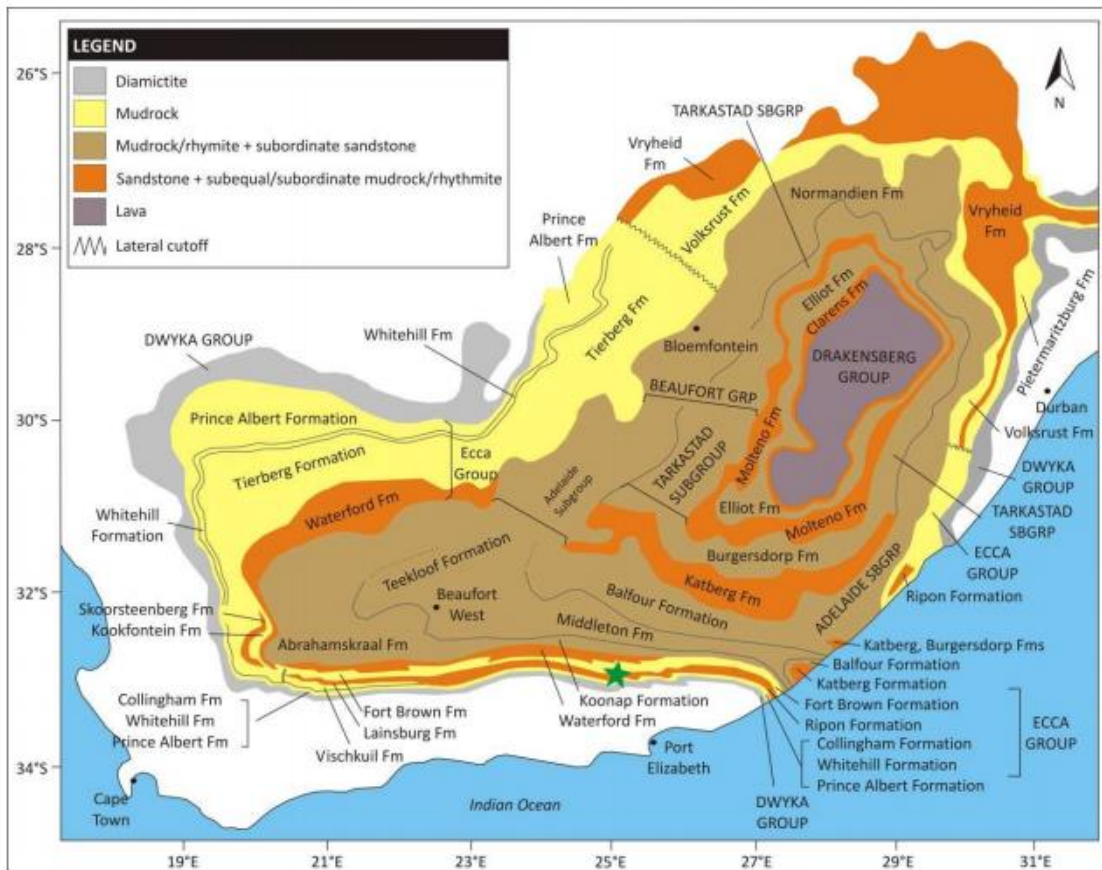 LEGEND
Diamictite
Mudrock
Mudrock/rhymite + subordinate sandstone
Sandstone + subequal/subordinate mudrock/rhythmite
Lava
Lateral cutoff
N
26°S
28°S
30°S
32°S
34°S
19°E
21°E
23°E
25°E
27°E
29°E
31°E
TARKASTAD SBGRP
Vryheid
Fm
Normandien Fm
Volksrust Fm
Vryheid
Fm
Prince
Albert Fm
Tierberg Fm
Elliot Fm
Clarens Fm
Pietermaritzburg Fm
Whitehill Fm
DWYKA GROUP
Bloemfontein
DRAKENSBERG
GROUP
BEAUFORT GRP
Durban
Volksrust Fm
Prince Albert Formation
Ecca
Group
Tierberg Formation
Molteno Fm
TARKASTAD
SUBGROUP
Adelaide
Subgroup
DWYKA
GROUP
Waterford Fm
Elliot Fm
Molteno Fm
TARKASTAD
SBGRP
Whitehill
Formation
Burgersdorp Fm
ECCA
GROUP
Teekloof Formation
Katberg Fm
ADELAIDE SBGRP
Ripon Formation
Beaufort
West
Balfour Formation
Skoorsteenberg Fm
Kookfontein Fm
Middleton Fm
Abrahamskraal Fm
Katberg, Burgersdorp Fms
Balfour Formation
Katberg Formation
Fort Brown Formation
Ripon Formation
Collingham Formation
Whitehill Formation
Prince Albert Formation
ECCA
GROUP
Koonap Formation
Waterford Fm
Collingham Fm
Whitehill Fm
Prince Albert Fm
Fort Brown Fm
Lainsburg Fm
Vischkuil Fm
Port
Elizabeth
DWYKA
GROUP
Cape
Town
Indian Ocean